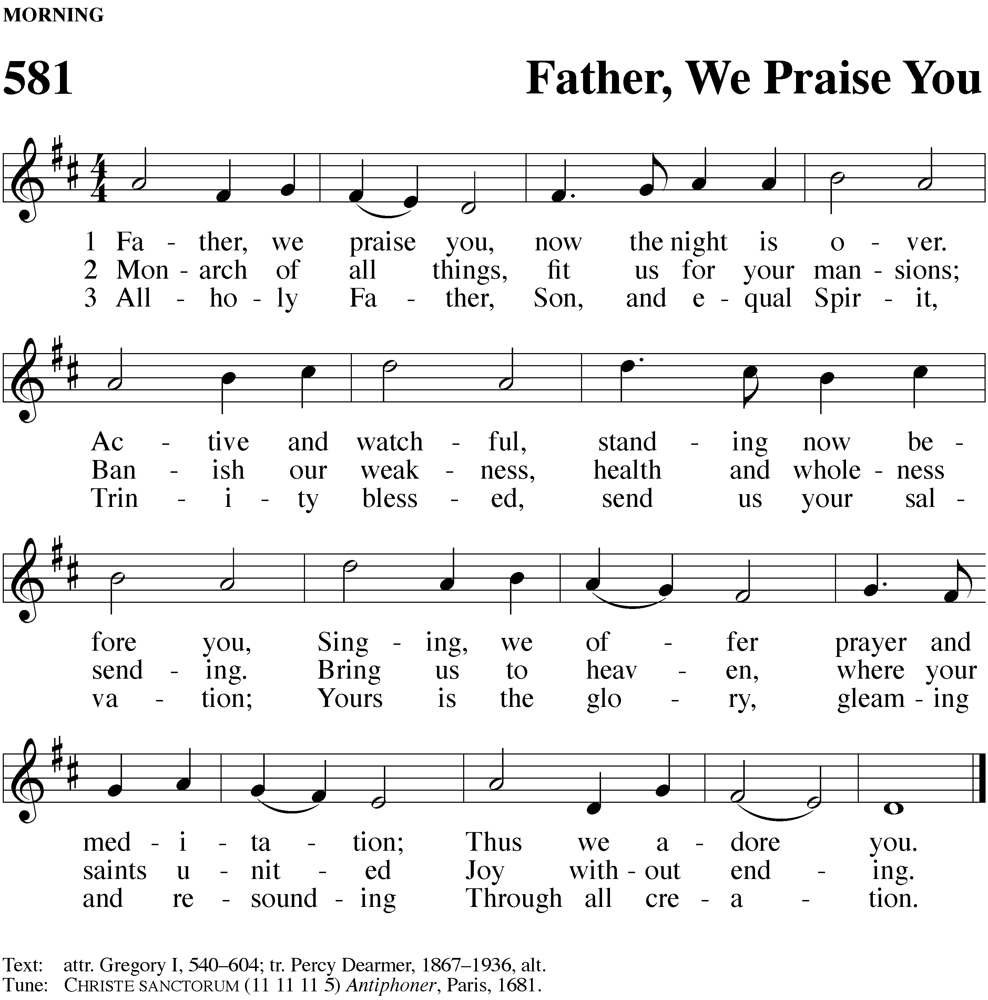 MORNING
581 Father, We Praise You
1 Fa - ther, we praise you, now the night is o - ver.
2 Mon - arch of all things, fit us for your man - sions;
3 All - ho - ly Fa - ther, Son, and e - qual Spir - it,
Ac - tive and watch - ful, stand - ing now be -
Ban - ish our weak - ness, health and whole - ness
Trin - i - ty bless - ed, send us your sal -
fore you, Sing - ing, we of - fer prayer and
send - ing. Bring us to heav - en, where your
va - tion; Yours is the glo - ry, gleam - ing
med - i - ta - tion; Thus we a - dore you.
saints u - nit - ed Joy with - out end - ing.
and re - sound - ing Through all cre - a - tion.
Text: attr. Gregory I, 540–604; tr. Percy Dearmer, 1867–1936, alt.
Tune: CHRISTE SANCTORUM (11 11 11 5) Antiphoner, Paris, 1681.